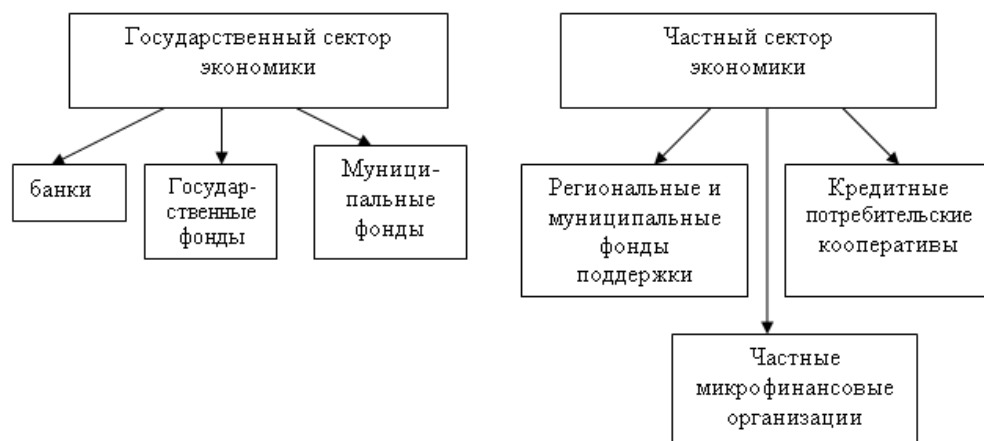 Государственный сектор
экономики
Частный сектор
экономики
банки
Государ-
ственные
фонды
Муници-
пальные
фонды
Региональные и
муниципальные
фонды
поддержки
Кредитные
потребительские
кооперативы
Частные
микрофинансовые
организации